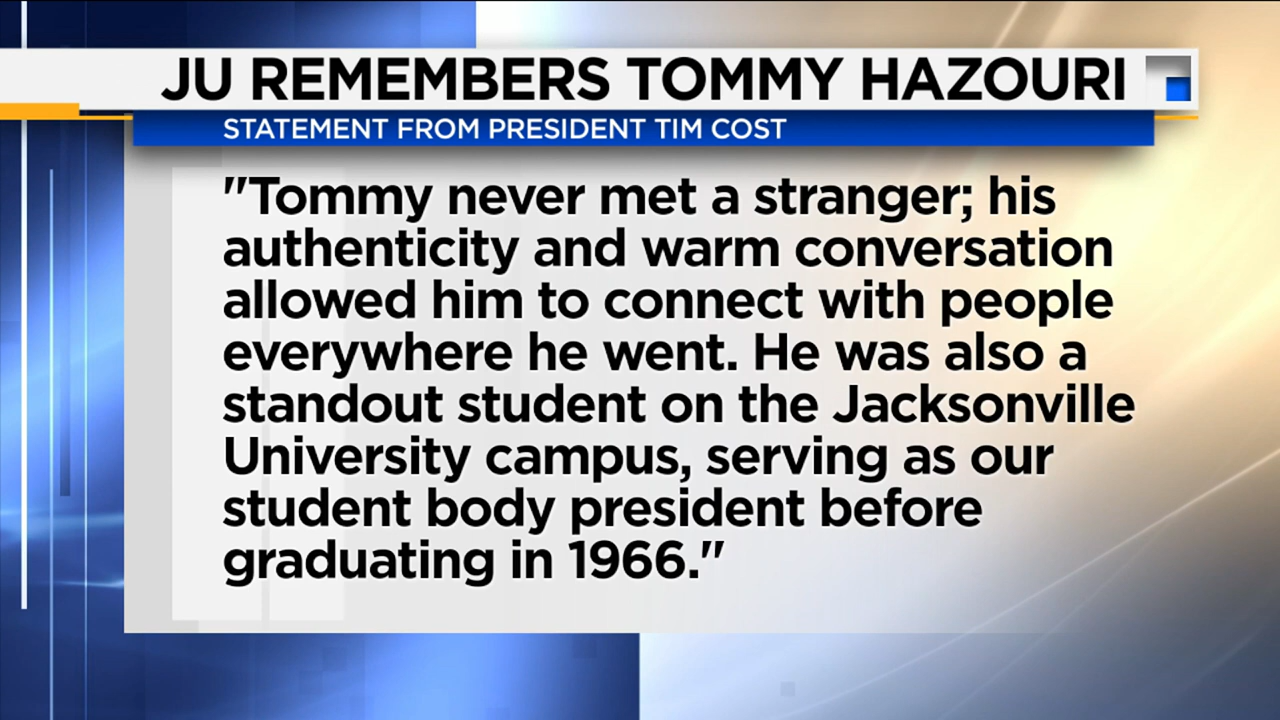 JU REMEMBERS TOMMY HAZOURI
STATEMENT FROM PRESIDENT TIM COST
"Tommy never met a stranger; his
authenticity and warm conversation
allowed him to connect with people
everywhere he went. He was also a
standout student on the Jacksonville
University campus, serving as our
student body president before
graduating in 1966."